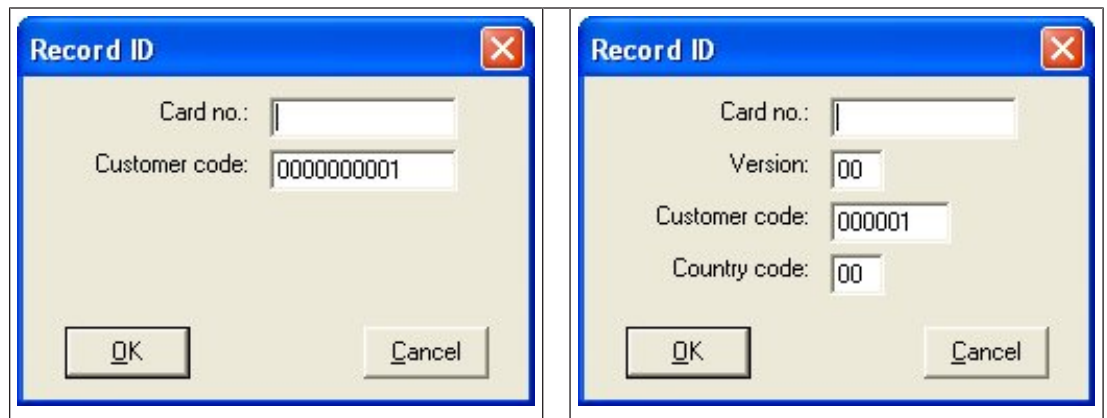 Record ID
Card no.:
Customer code: 0000000001
OK Cancel
Record ID
Card no.:
Version: 00
Customer code: 000001
Country code: 00
OK Cancel